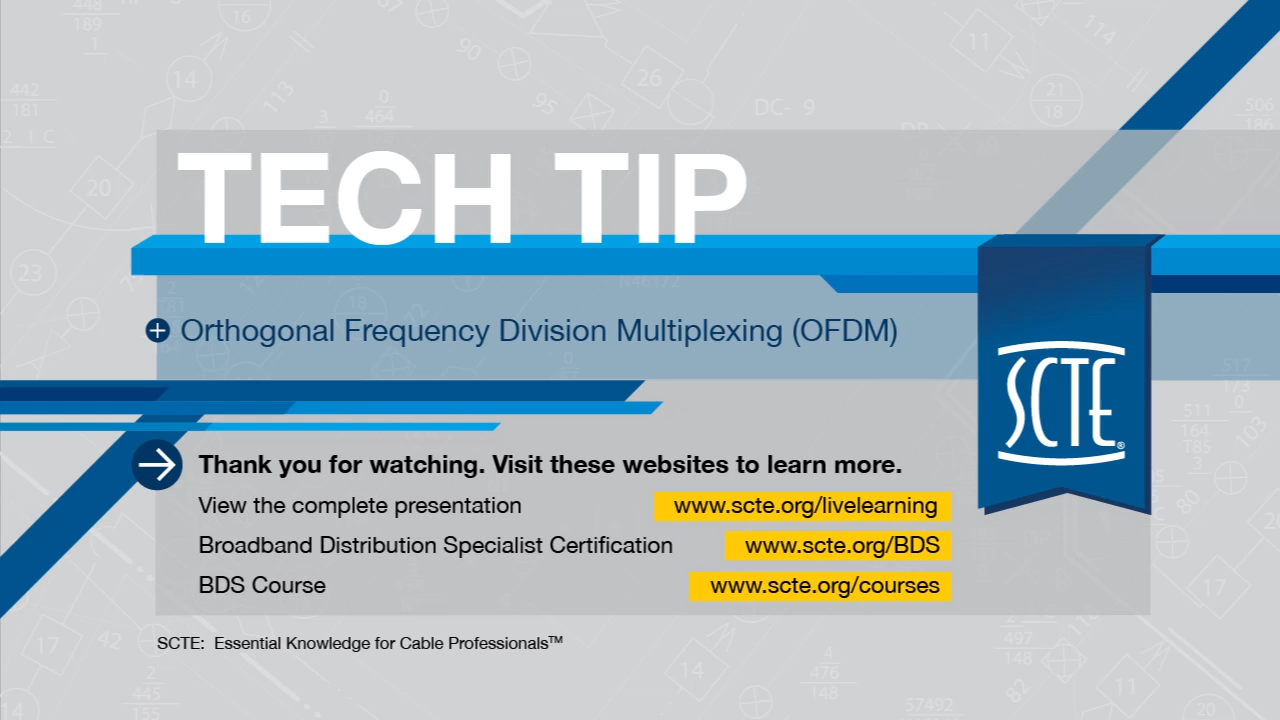 TECH TIP
Orthogonal Frequency Division Multiplexing (OFDM)
SCTE®
Thank you for watching. Visit these websites to learn more.
View the complete presentation www.scte.org/livelearning
Broadband Distribution Specialist Certification www.scte.org/BDS
BDS Course www.scte.org/courses
SCTE: Essential Knowledge for Cable Professionals™